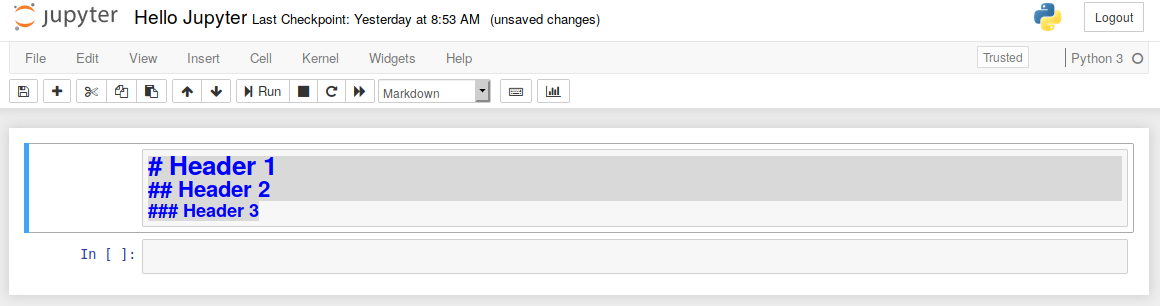 jupyter Hello Jupyter Last Checkpoint: Yesterday at 8:53 AM (unsaved changes) Logout
File Edit View Insert Cell Kernel Widgets Help Trusted Python 3
Run Markdown
# Header 1
## Header 2
### Header 3
In [ ]: